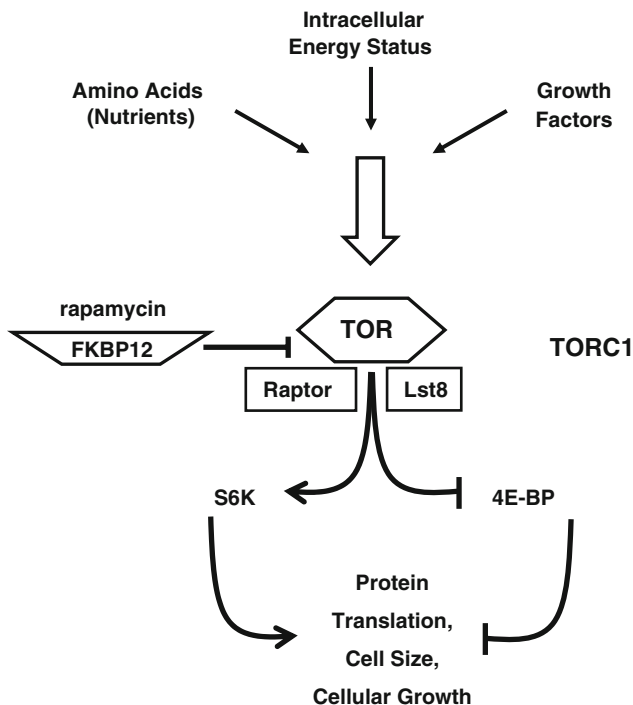 Intracellular
Energy Status
Amino Acids
(Nutrients)
Growth
Factors
rapamycin
FKBP12
TOR
TORC1
Raptor
Lst8
S6K
4E-BP
Protein
Translation,
Cell Size,
Cellular Growth